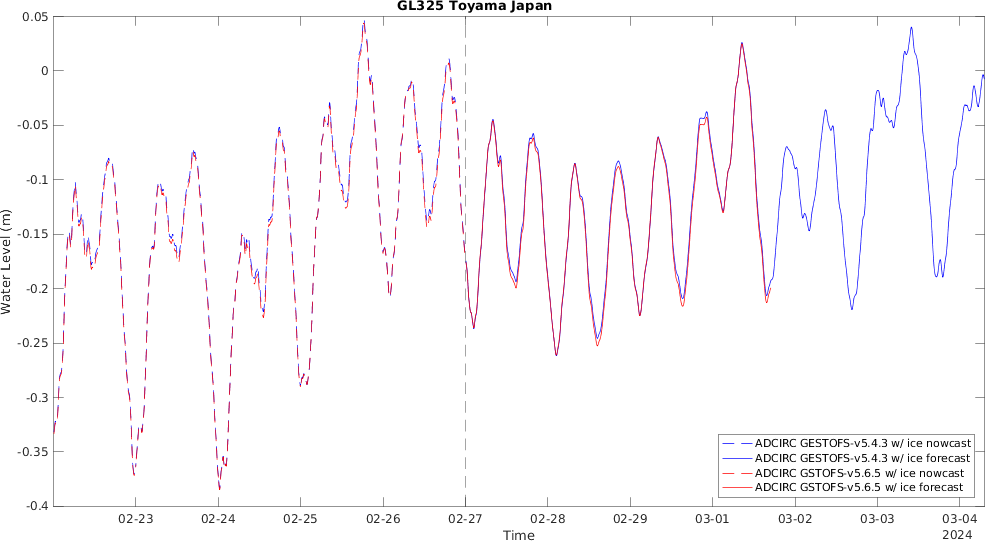 GL325 Toyama Japan
0.05
0
-0.05
-0.1
-0.15
-0.2
-0.25
-0.3
-0.35
-0.4
Water Level (m)
ADCIRC GESTOFS-v5.4.3 w/ ice nowcast
ADCIRC GESTOFS-v5.4.3 w/ ice forecast
ADCIRC GSTOFS-v5.6.5 w/ ice nowcast
ADCIRC GSTOFS-v5.6.5 w/ ice forecast
02-23 02-24 02-25 02-26 02-27 02-28 02-29 03-01 03-02 03-03 03-04
Time
2024